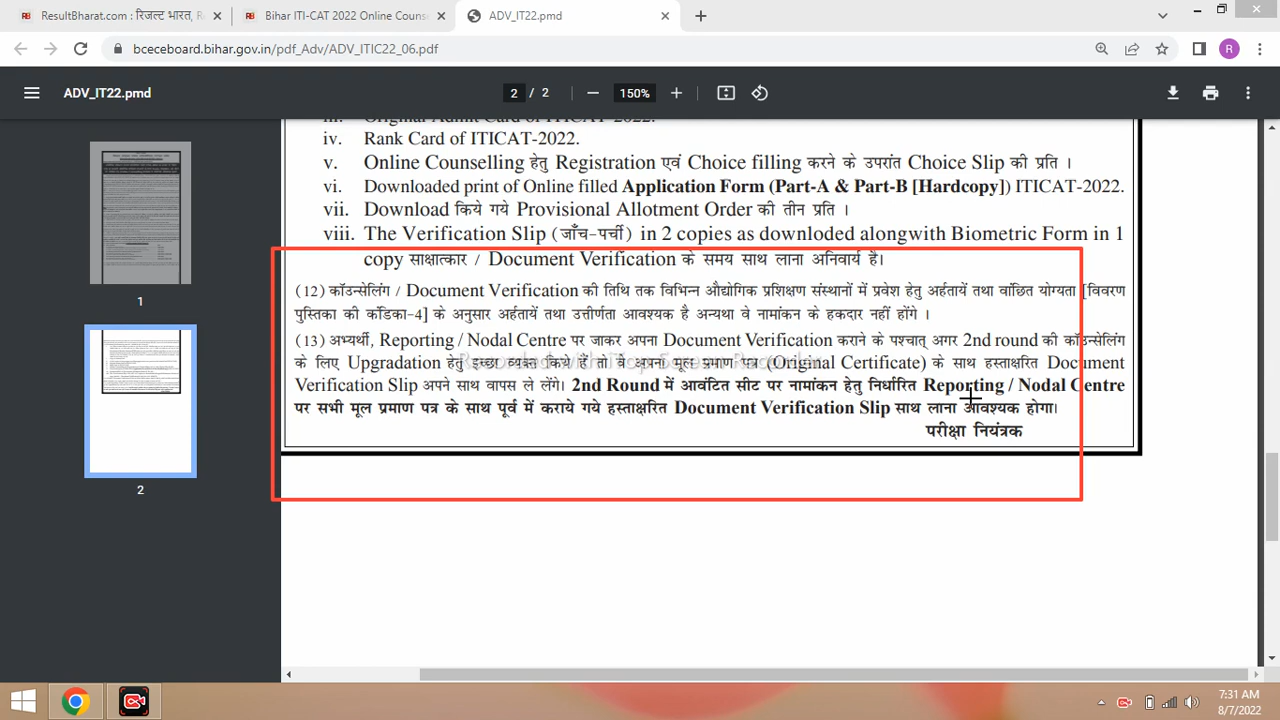 ResultBharat.com : रिजल्ट भारत, R
Bihar ITI-CAT 2022 Online Couns
ADV_IT22.pmd
bceceboard.bihar.gov.in/pdf_Adv/ADV_ITIC22_06.pdf
R
ADV_IT22.pmd
2 / 2
150%
iii. Original Admit Card of ITICAT-2022.
iv. Rank Card of ITICAT-2022.
v. Online Counselling हेतु Registration एवं Choice filling करने के उपरांत Choice Slip की प्रति ।
vi. Downloaded print of Online filled Application Form (Part-A & Part-B [Hardcopy]) ITICAT-2022.
vii. Download किये गये Provisional Allotment Order की तीन प्रति ।
viii. The Verification Slip (जाँच-पर्ची) in 2 copies as downloded alongwith Biometric Form in 1
copy साक्षात्कार / Document Verification के समय साथ लाना अनिवार्य है।
(12) कॉउन्सेलिंग / Document Verification की तिथि तक विभिन्न औद्योगिक प्रशिक्षण संस्थानों में प्रवेश हेतु अर्हतायें तथा वांछित योग्यता [विवरण
पुस्तिका की कंडिका-4] के अनुसार अर्हतायें तथा उत्तीर्णता आवश्यक है अन्यथा वे नामांकन के हकदार नहीं होंगे ।
(13) अभ्यर्थी, Reporting / Nodal Centre पर जाकर अपना Document Verification कराने के पश्चात् अगर 2nd round की कॉउन्सेलिंग
के लिए Upgradation हेतु इच्छा व्यक्त किये हैं तो वे अपना मूल प्रमाण पत्र (Original Certificate) के साथ हस्ताक्षरित Document
Verification Slip अपने साथ वापस ले लेंगे। 2nd Round में आवंटित सीट पर नामांकन हेतु निर्धारित Reporting / Nodal Centre
पर सभी मूल प्रमाण पत्र के साथ पूर्व में कराये गये हस्ताक्षरित Document Verification Slip साथ लाना आवश्यक होगा।
परीक्षा नियंत्रक
1
2
7:31 AM
8/7/2022